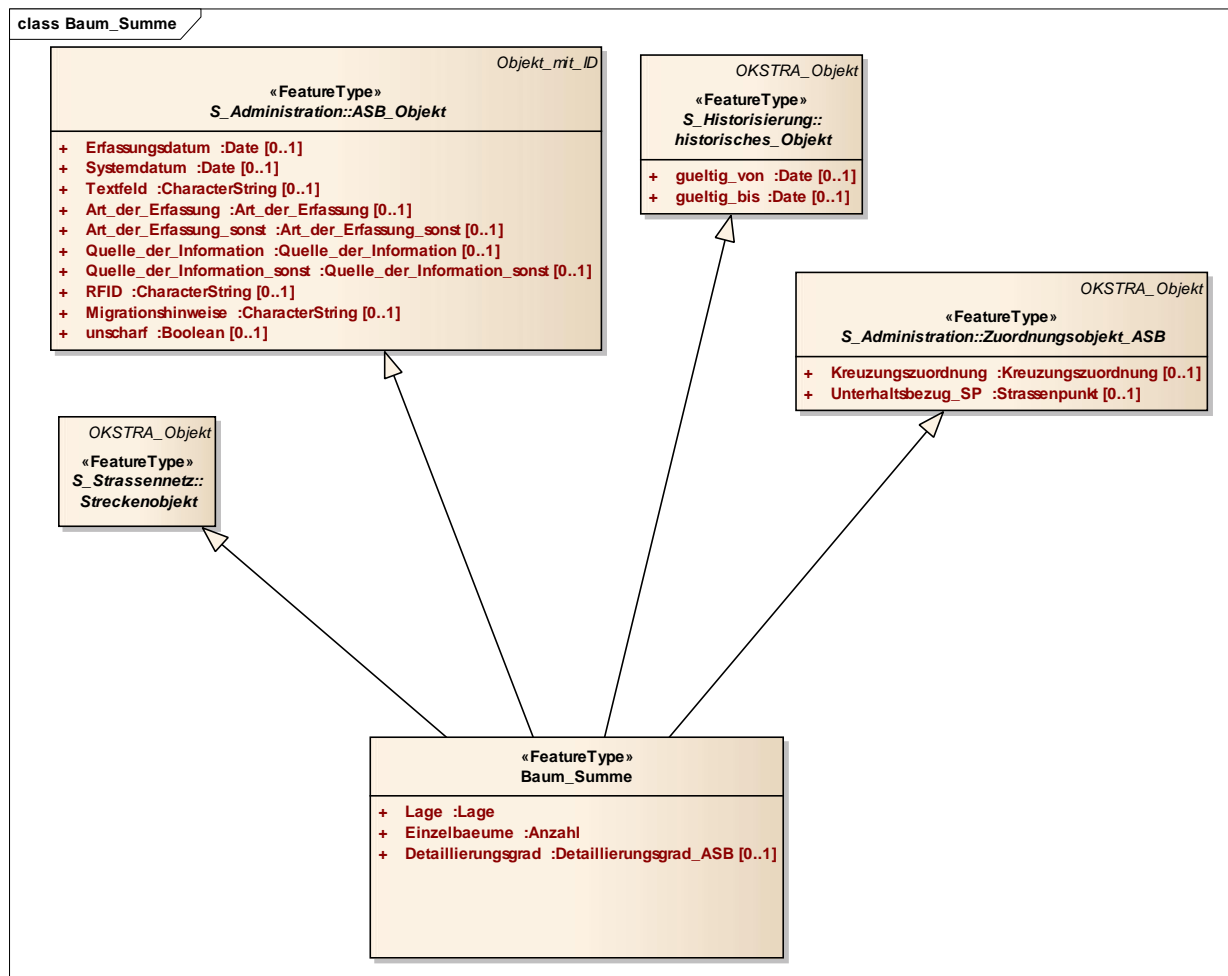 class Baum_Summe
Objekt_mit_ID
«FeatureType»
S_Administration::ASB_Objekt
+ Erfassungsdatum :Date [0..1]
+ Systemdatum :Date [0..1]
+ Textfeld :CharacterString [0..1]
+ Art_der_Erfassung :Art_der_Erfassung [0..1]
+ Art_der_Erfassung_sonst :Art_der_Erfassung_sonst [0..1]
+ Quelle_der_Information :Quelle_der_Information [0..1]
+ Quelle_der_Information_sonst :Quelle_der_Information_sonst [0..1]
+ RFID :CharacterString [0..1]
+ Migrationshinweise :CharacterString [0..1]
+ unscharf :Boolean [0..1]
OKSTRA_Objekt
«FeatureType»
S_Historisierung::
historisches_Objekt
+ gueltig_von :Date [0..1]
+ gueltig_bis :Date [0..1]
OKSTRA_Objekt
«FeatureType»
S_Administration::Zuordnungsobjekt_ASB
+ Kreuzungszuordnung :Kreuzungszuordnung [0..1]
+ Unterhaltsbezug_SP :Strassenpunkt [0..1]
OKSTRA_Objekt
«FeatureType»
S_Strassennetz::
Streckenobjekt
«FeatureType»
Baum_Summe
+ Lage :Lage
+ Einzelbaeume :Anzahl
+ Detaillierungsgrad :Detaillierungsgrad_ASB [0..1]